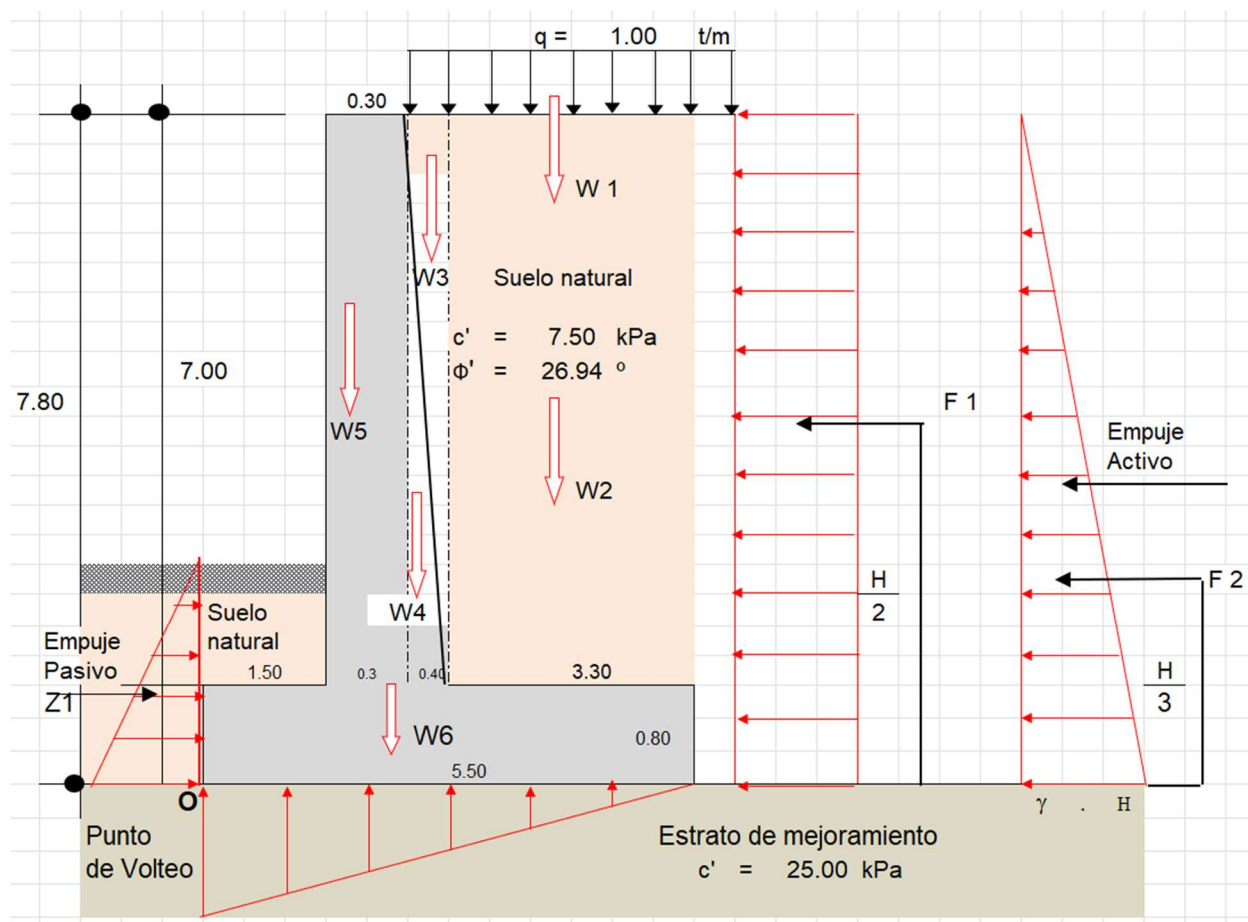 q = 1.00 t/m
0.30
W 1
W3
Suelo natural
c' = 7.50 kPa
Φ' = 26.94 º
7.00
7.80
W5
F 1
Empuje
Activo
W2
H
2
F 2
W4
Suelo
natural
Empuje
Pasivo
Z1
1.50
0.3
0.40
3.30
H
3
W6
0.80
5.50
O
γ . H
Punto
de Volteo
Estrato de mejoramiento
c' = 25.00 kPa